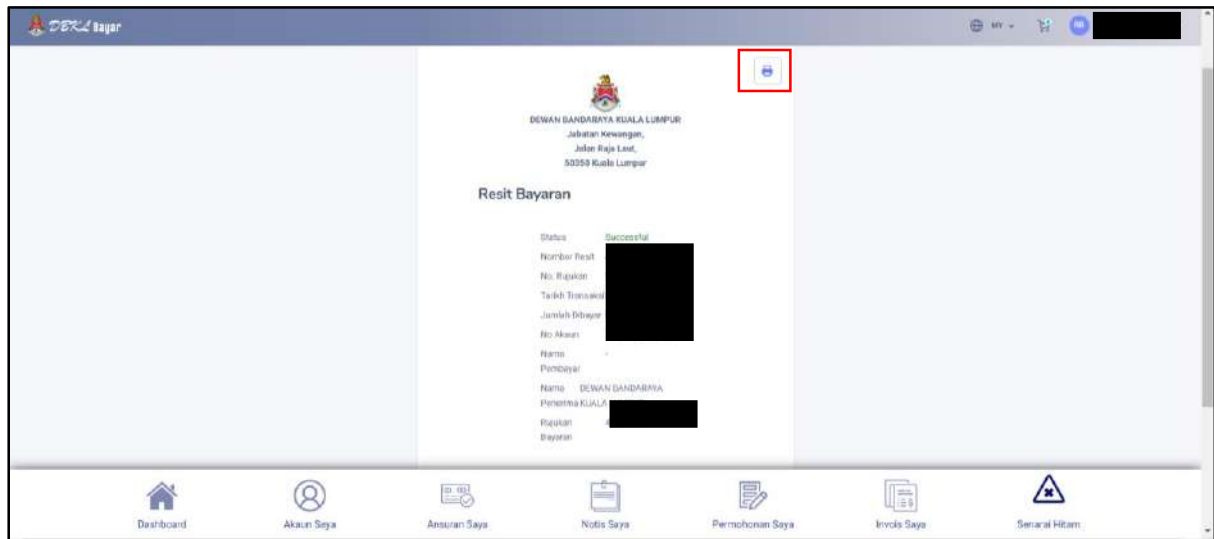 DBKL Bayar
MY
DEWAN BANDARAYA KUALA LUMPUR
Jabatan Kewangan,
Jalan Raja Laut,
50350 Kuala Lumpur
Resit Bayaran
Status Successful
Nombor Resit
No. Rujukan
Tarikh Transaksi
Jumlah Dibayar
No Akaun
Nama -
Pembayar
Nama DEWAN BANDARAYA
Penerima KUALA
Rujukan
Bayaran
Dashboard
Akaun Saya
Ansuran Saya
Notis Saya
Permohonan Saya
Invois Saya
Senarai Hitam